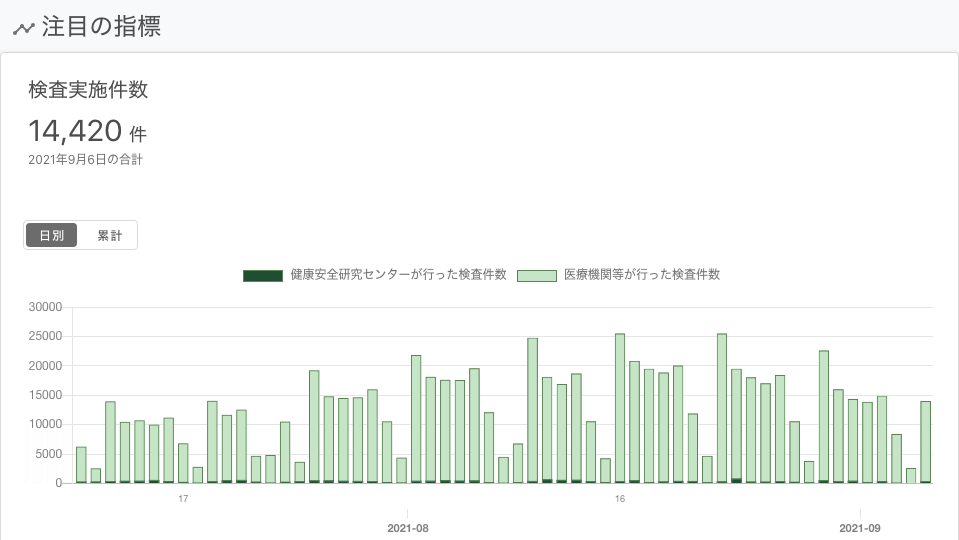 注目の指標
検査実施件数
14,420 件
2021年9月6日の合計
日別 累計
健康安全研究センターが行った検査件数 医療機関等が行った検査件数
30000
25000
20000
15000
10000
5000
0
17 16
2021-08 2021-09